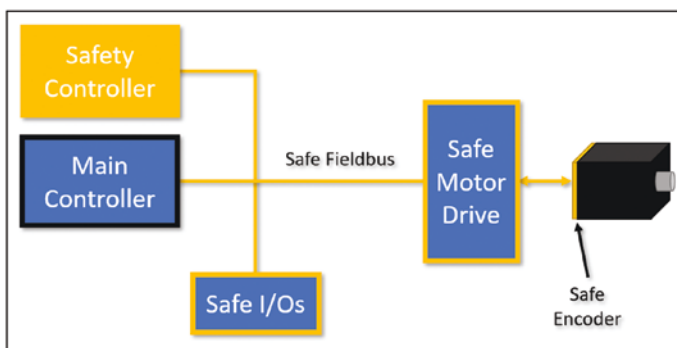 Safety
Controller
Main
Controller
Safe Fieldbus
Safe
Motor
Drive
Safe I/Os
Safe
Encoder